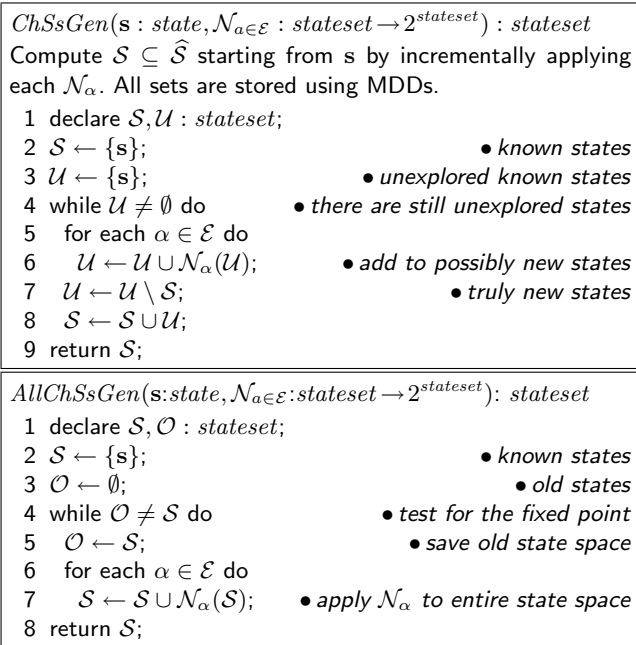 ChSsGen(s : state, 𝒩_{a∈ℰ} : stateset→2^{stateset}) : stateset
Compute 𝒮 ⊆ 𝒮̂ starting from s by incrementally applying
each 𝒩_α. All sets are stored using MDDs.
1 declare 𝒮, 𝒰 : stateset;
2 𝒮 ← {s}; • known states
3 𝒰 ← {s}; • unexplored known states
4 while 𝒰 ≠ ∅ do • there are still unexplored states
5 for each α ∈ ℰ do
6 𝒰 ← 𝒰 ∪ 𝒩_α(𝒰); • add to possibly new states
7 𝒰 ← 𝒰 \ 𝒮; • truly new states
8 𝒮 ← 𝒮 ∪ 𝒰;
9 return 𝒮;
AllChSsGen(s:state, 𝒩_{a∈ℰ}:stateset→2^{stateset}): stateset
1 declare 𝒮, 𝒪 : stateset;
2 𝒮 ← {s}; • known states
3 𝒪 ← ∅; • old states
4 while 𝒪 ≠ 𝒮 do • test for the fixed point
5 𝒪 ← 𝒮; • save old state space
6 for each α ∈ ℰ do
7 𝒮 ← 𝒮 ∪ 𝒩_α(𝒮); • apply 𝒩_α to entire state space
8 return 𝒮;